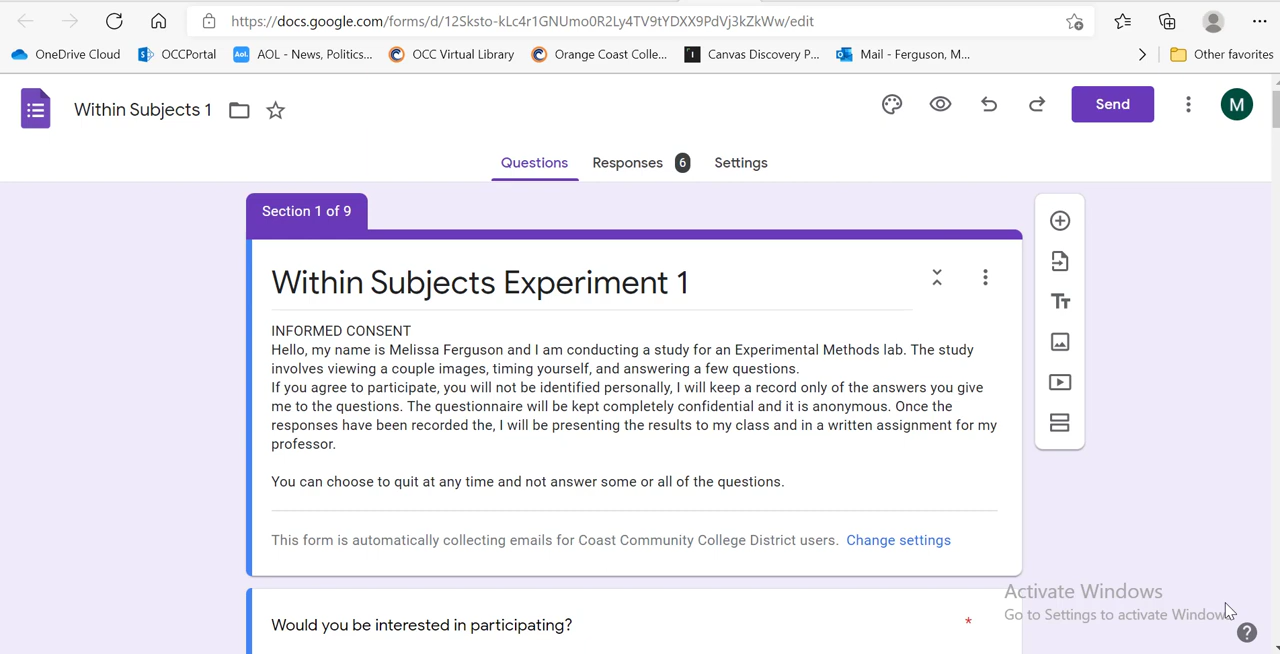 https://docs.google.com/forms/d/12Sksto-kLc4r1GNUmo0R2Ly4TV9tYDXX9PdVj3kZkWw/edit
OneDrive Cloud
OCCPortal
Aol.
AOL - News, Politics...
OCC Virtual Library
Orange Coast Colle...
Canvas Discovery P...
Mail - Ferguson, M...
Other favorites
Within Subjects 1
Send
M
Questions
Responses 6
Settings
Section 1 of 9
Within Subjects Experiment 1
INFORMED CONSENT
Hello, my name is Melissa Ferguson and I am conducting a study for an Experimental Methods lab. The study
involves viewing a couple images, timing yourself, and answering a few questions.
If you agree to participate, you will not be identified personally, I will keep a record only of the answers you give
me to the questions. The questionnaire will be kept completely confidential and it is anonymous. Once the
responses have been recorded the, I will be presenting the results to my class and in a written assignment for my
professor.
You can choose to quit at any time and not answer some or all of the questions.
This form is automatically collecting emails for Coast Community College District users. Change settings
Activate Windows
Go to Settings to activate Window
Would you be interested in participating? *